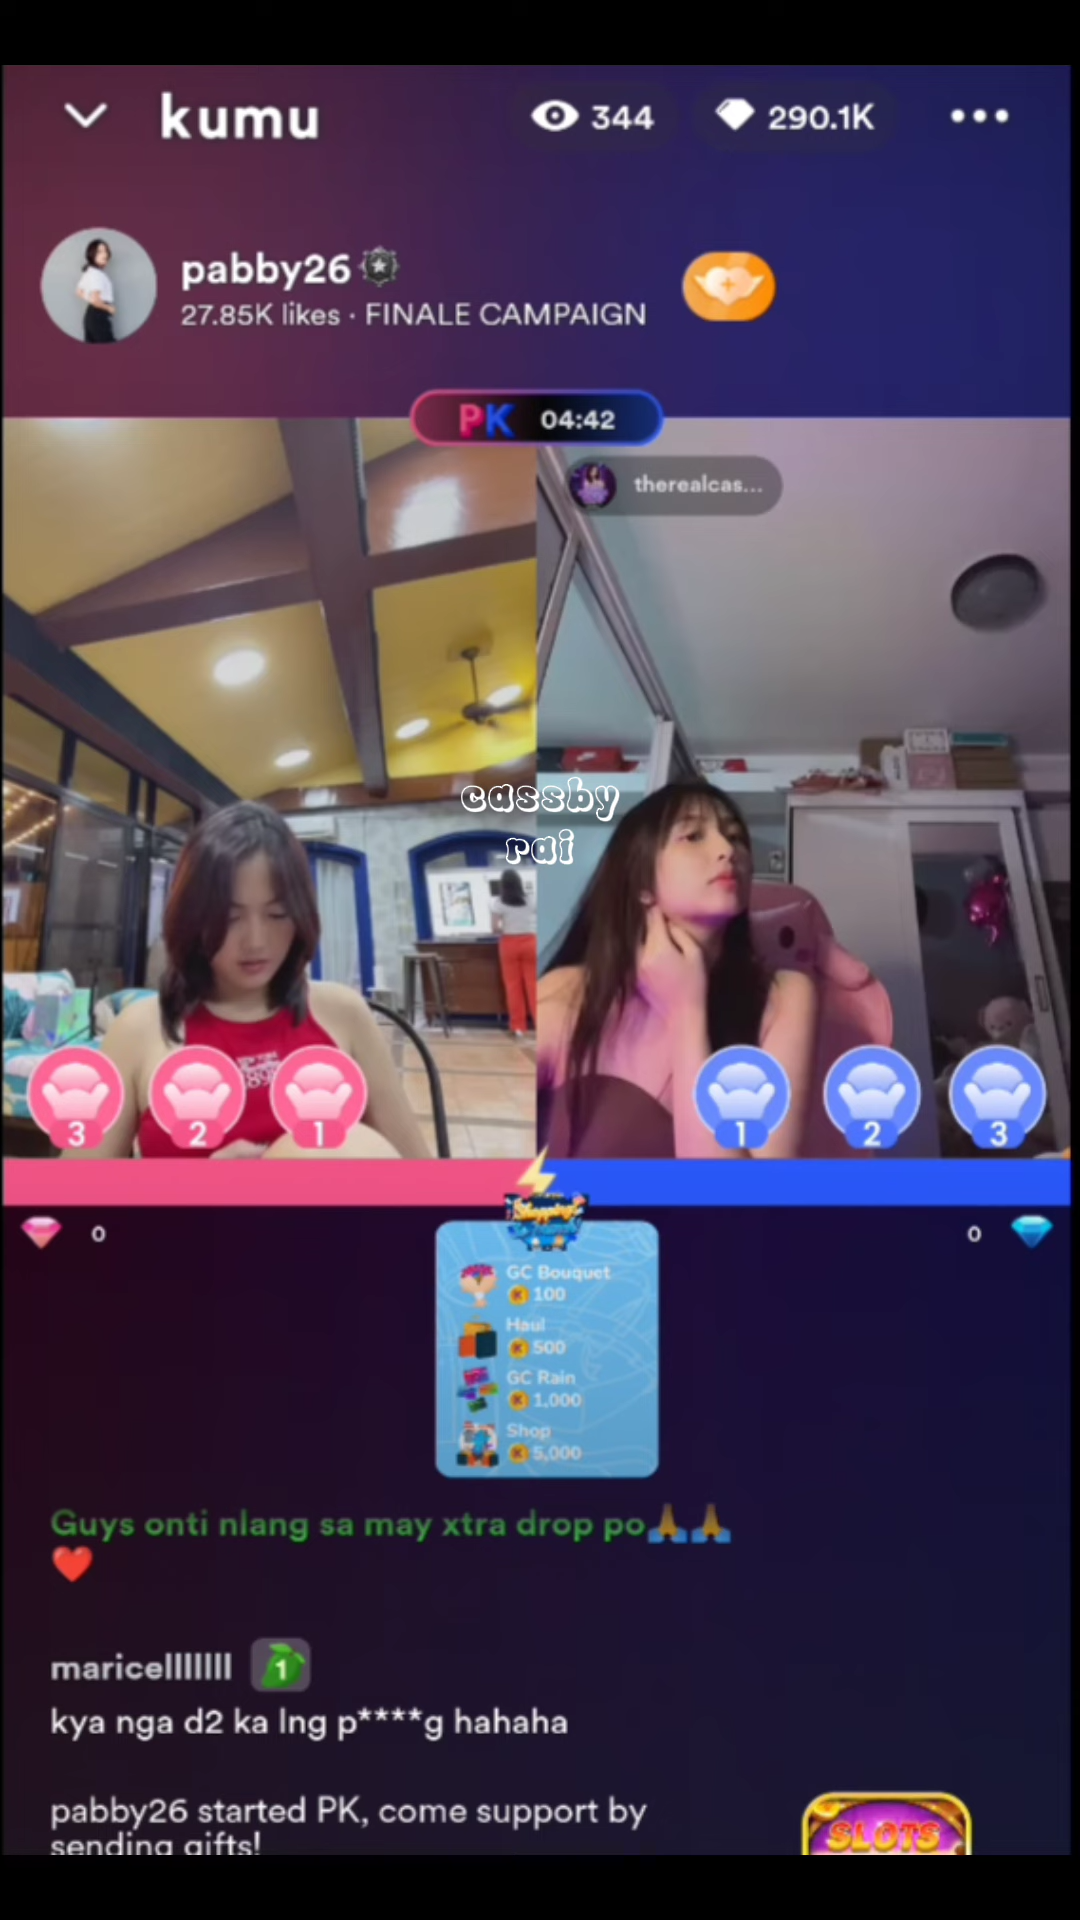 kumu
344
290.1K
pabby26
27.85K likes · FINALE CAMPAIGN
PK 04:42
therealcas...
cassby
rai
3
2
1
1
2
3
0
0
Shopping
GC Bouquet
100
Haul
500
GC Rain
1,000
Shop
5,000
Guys onti nlang sa may xtra drop po🙏🙏
❤️
maricelllllll 1
kya nga d2 ka lng p****g hahaha
pabby26 started PK, come support by
sending gifts!
SLOTS